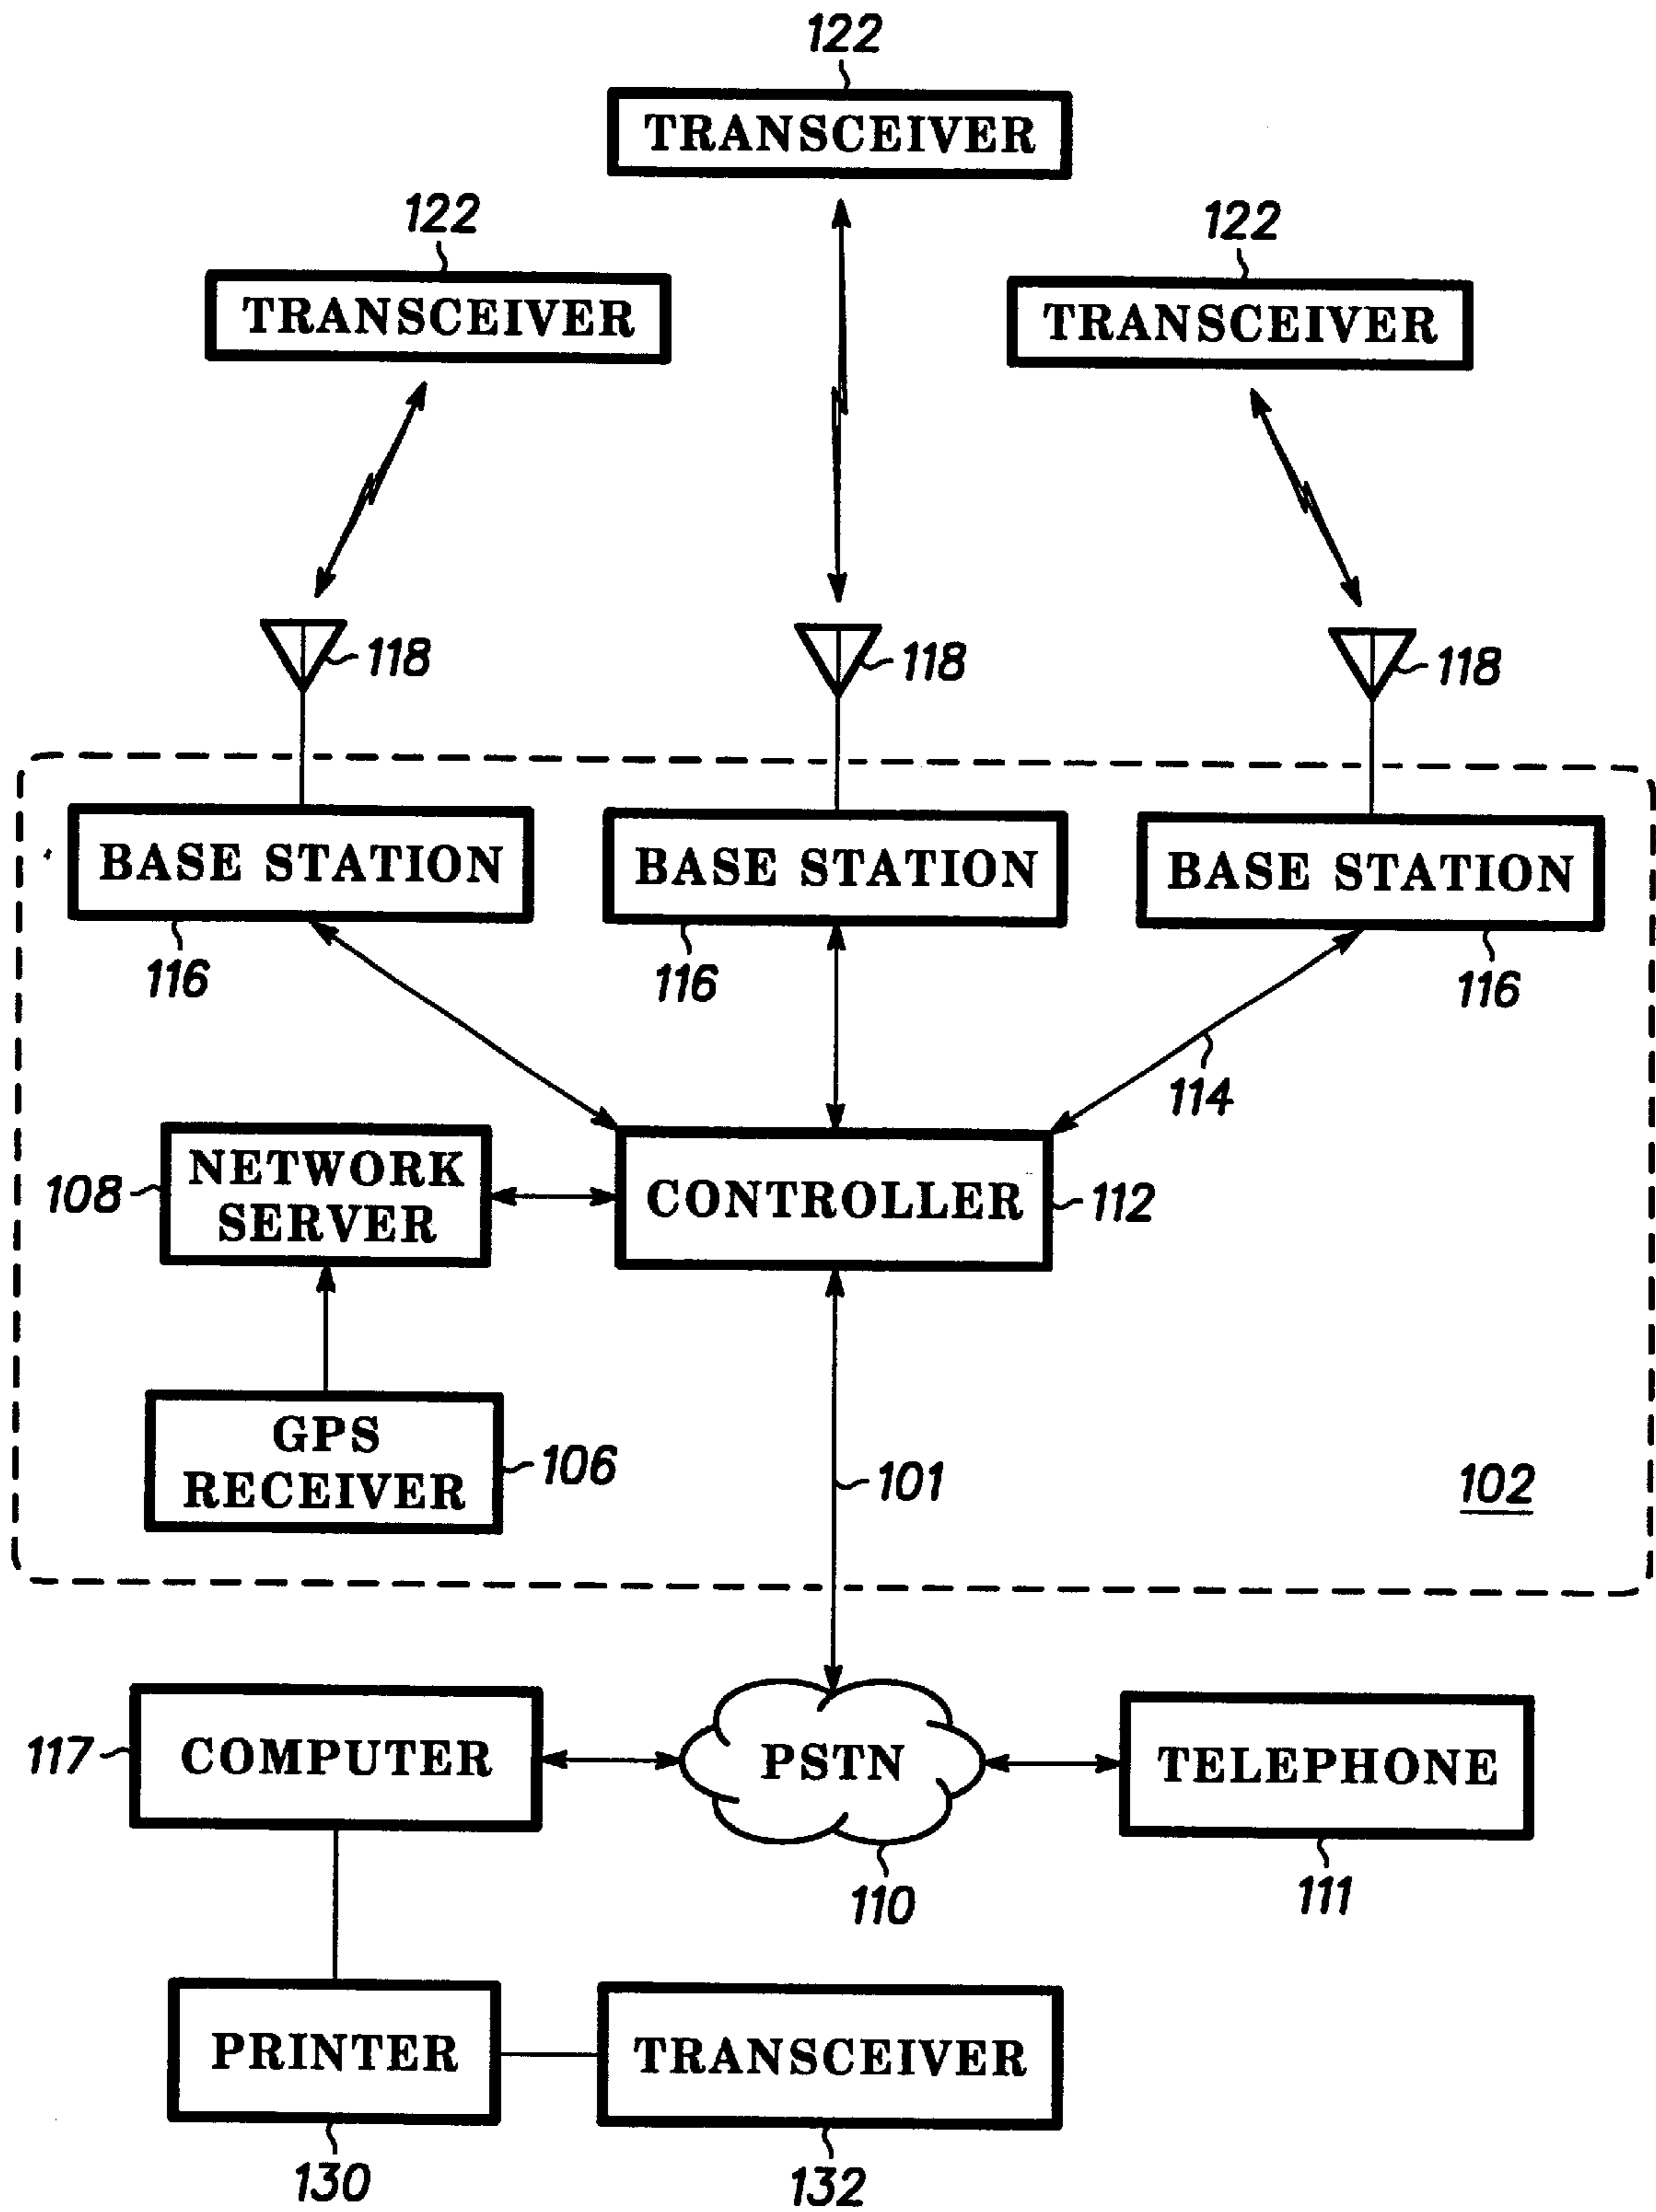 122
TRANSCEIVER
122
122
TRANSCEIVER
TRANSCEIVER
118
118
118
BASE STATION
BASE STATION
BASE STATION
116
116
116
114
NETWORK
SERVER
108
CONTROLLER
112
GPS
RECEIVER
106
101
102
117
COMPUTER
PSTN
TELEPHONE
110
111
PRINTER
TRANSCEIVER
130
132